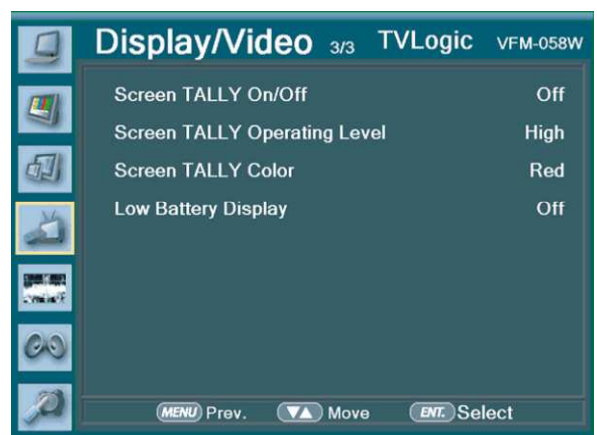 Display/Video 3/3 TVLogic VFM-058W
Screen TALLY On/Off Off
Screen TALLY Operating Level High
Screen TALLY Color Red
Low Battery Display Off
MENU Prev. ▼▲ Move ENT. Select